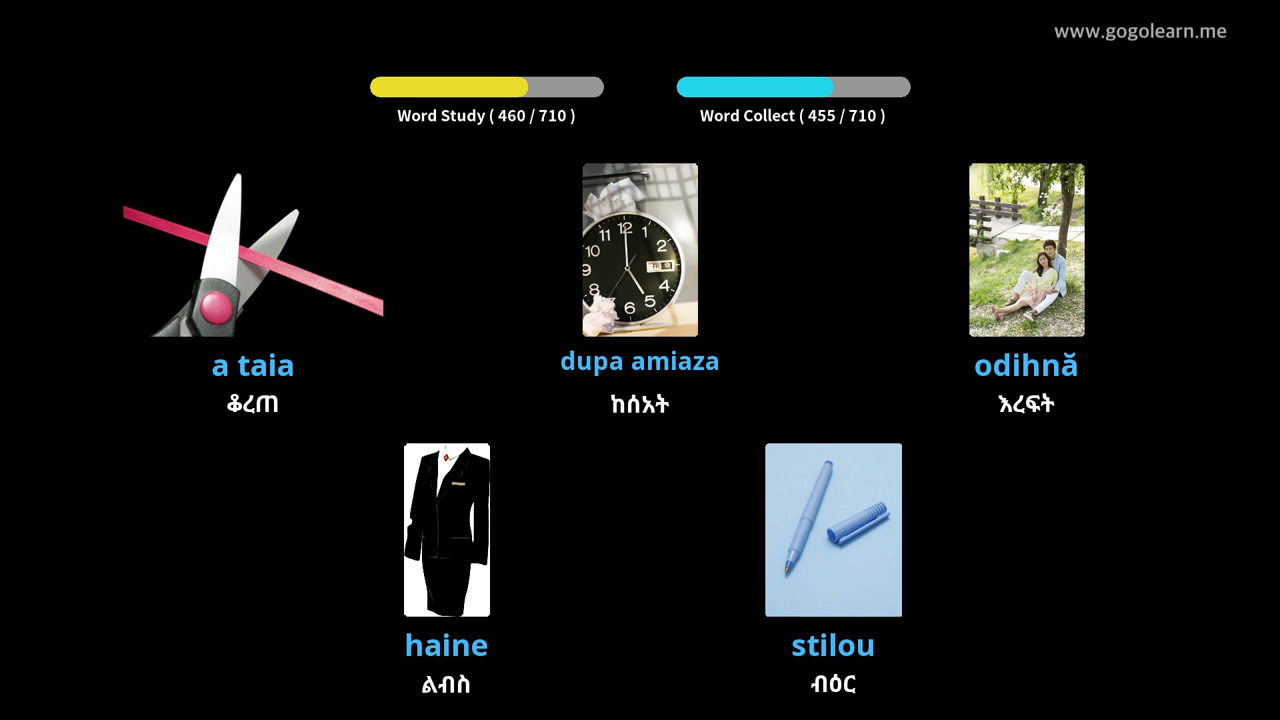 www.gogolearn.me
Word Study ( 460 / 710 )
Word Collect ( 455 / 710 )
a taia
ቆረጠ
dupa amiaza
ከሰአት
odihnă
እረፍት
haine
ልብስ
stilou
ብዕር